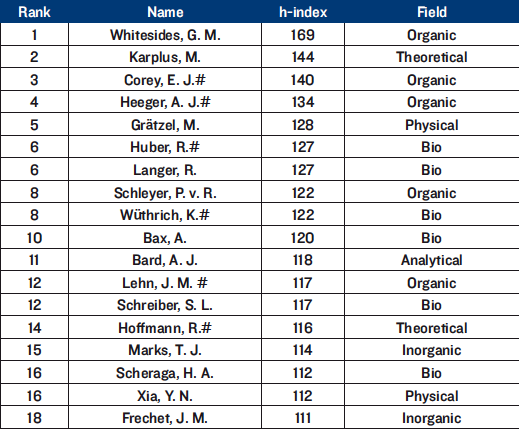 Rank Name h-index Field
1 Whitesides, G. M. 169 Organic
2 Karplus, M. 144 Theoretical
3 Corey, E. J.# 140 Organic
4 Heeger, A. J.# 134 Organic
5 Grätzel, M. 128 Physical
6 Huber, R.# 127 Bio
6 Langer, R. 127 Bio
8 Schleyer, P. v. R. 122 Organic
8 Wüthrich, K.# 122 Bio
10 Bax, A. 120 Bio
11 Bard, A. J. 118 Analytical
12 Lehn, J. M. # 117 Organic
12 Schreiber, S. L. 117 Bio
14 Hoffmann, R.# 116 Theoretical
15 Marks, T. J. 114 Inorganic
16 Scheraga, H. A. 112 Bio
16 Xia, Y. N. 112 Physical
18 Frechet, J. M. 111 Inorganic